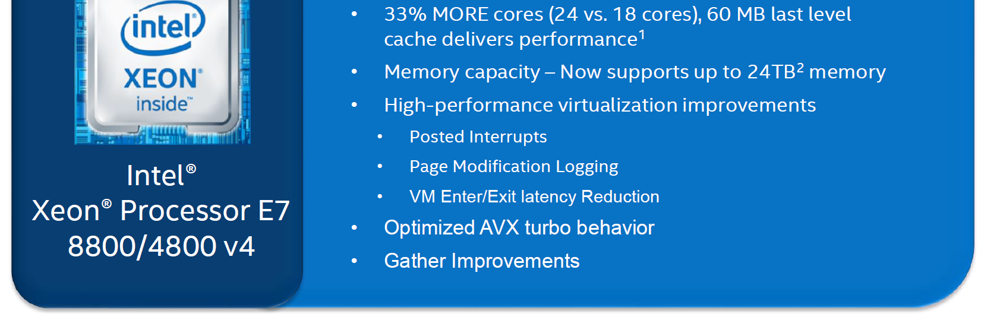 intel®
XEON®
inside™
Intel®
Xeon® Processor E7
8800/4800 v4
• 33% MORE cores (24 vs. 18 cores), 60 MB last level
cache delivers performance¹
• Memory capacity – Now supports up to 24TB² memory
• High-performance virtualization improvements
• Posted Interrupts
• Page Modification Logging
• VM Enter/Exit latency Reduction
• Optimized AVX turbo behavior
• Gather Improvements